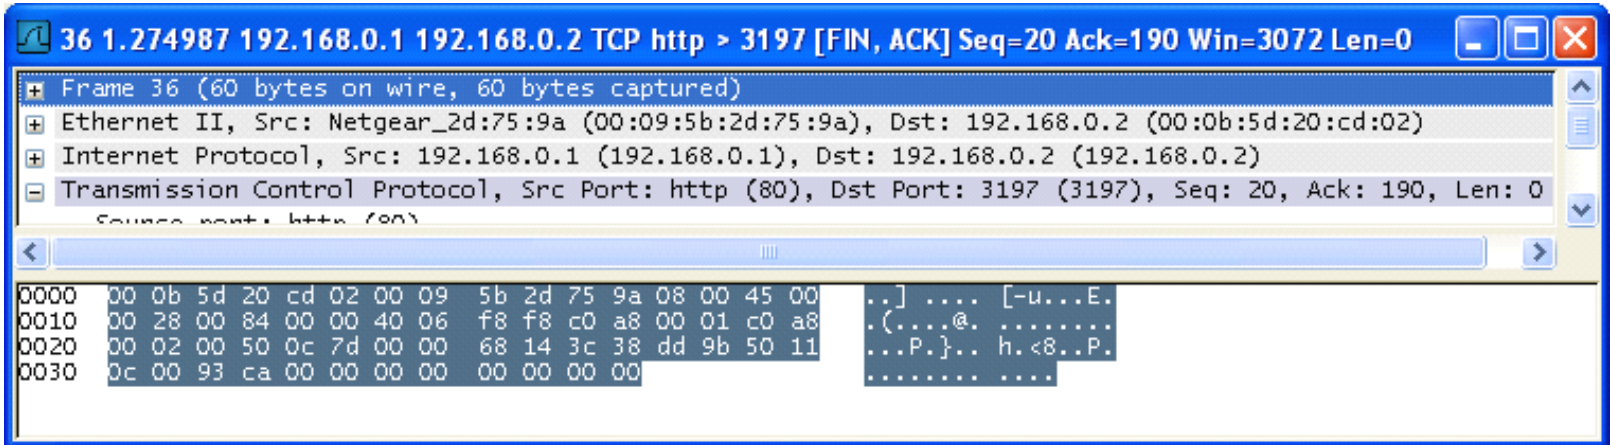 36 1.274987 192.168.0.1 192.168.0.2 TCP http > 3197 [FIN, ACK] Seq=20 Ack=190 Win=3072 Len=0
Frame 36 (60 bytes on wire, 60 bytes captured)
Ethernet II, Src: Netgear_2d:75:9a (00:09:5b:2d:75:9a), Dst: 192.168.0.2 (00:0b:5d:20:cd:02)
Internet Protocol, Src: 192.168.0.1 (192.168.0.1), Dst: 192.168.0.2 (192.168.0.2)
Transmission Control Protocol, Src Port: http (80), Dst Port: 3197 (3197), Seq: 20, Ack: 190, Len: 0
Source port: http (80)
0000 00 0b 5d 20 cd 02 00 09 5b 2d 75 9a 08 00 45 00 ..] .... [-u...E.
0010 00 28 00 84 00 00 40 06 f8 f8 c0 a8 00 01 c0 a8 .(....@. ........
0020 00 02 00 50 0c 7d 00 00 68 14 3c 38 dd 9b 50 11 ...P.}.. h.<8..P.
0030 0c 00 93 ca 00 00 00 00 00 00 00 00 ........ ....